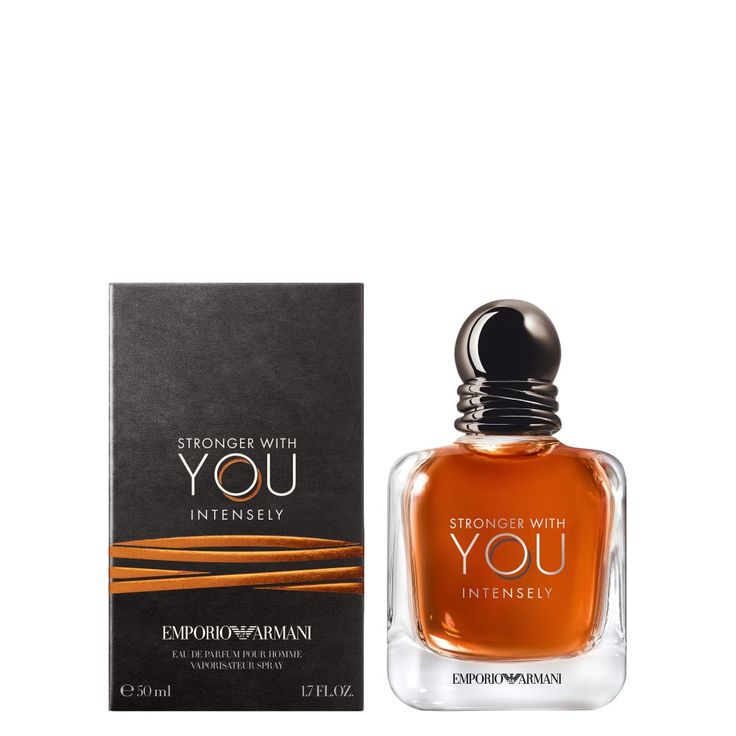 STRONGER WITH
YOU
INTENSELY
EMPORIO ARMANI
EAU DE PARFUM POUR HOMME
VAPORISATEUR SPRAY
℮ 50 ml 1.7 FL.OZ.
STRONGER WITH
YOU
INTENSELY
EMPORIO ARMANI